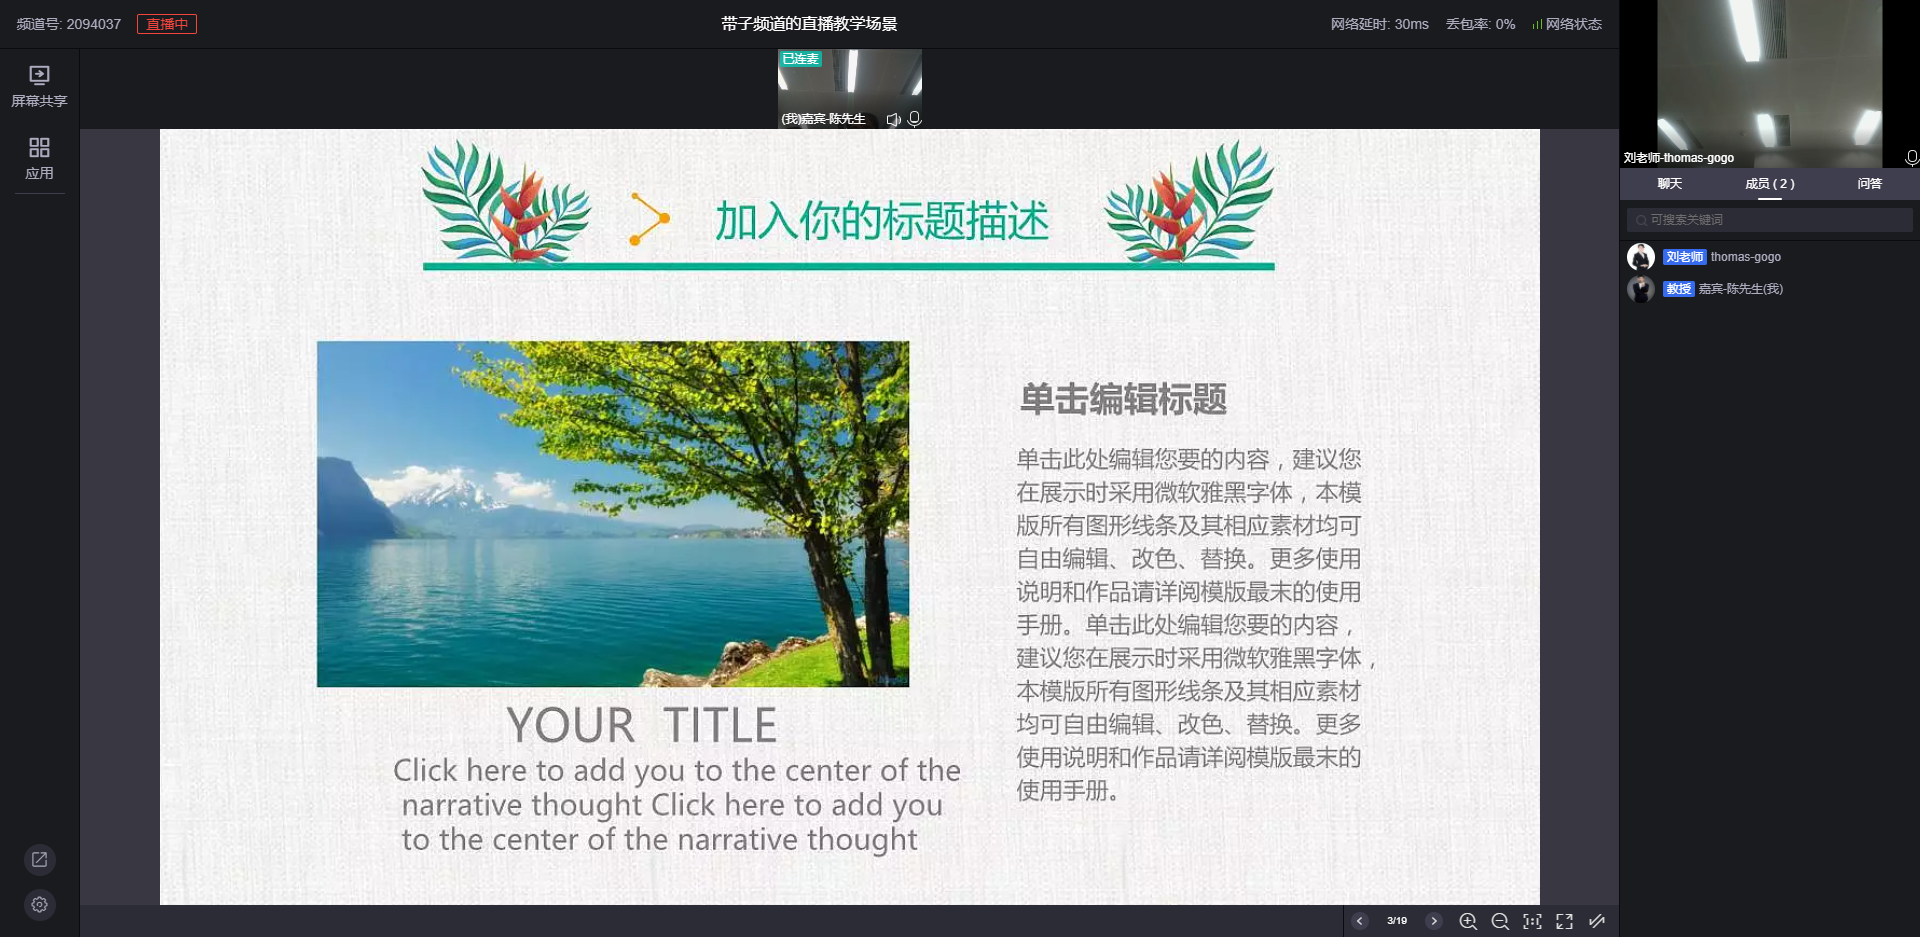 频道号: 2094037 直播中
带子频道的直播教学场景
网络延时: 30ms 丢包率: 0% 网络状态
屏幕共享
应用
已连麦
(我)嘉宾-陈先生
刘老师-thomas-gogo
聊天 成员 ( 2 ) 问答
可搜索关键词
刘老师 thomas-gogo
教授 嘉宾-陈先生(我)
加入你的标题描述
YOUR TITLE
Click here to add you to the center of the
narrative thought Click here to add you
to the center of the narrative thought
单击编辑标题
单击此处编辑您要的内容，建议您
在展示时采用微软雅黑字体，本模
版所有图形线条及其相应素材均可
自由编辑、改色、替换。更多使用
说明和作品请详阅模版最末的使用
手册。单击此处编辑您要的内容，
建议您在展示时采用微软雅黑字体，
本模版所有图形线条及其相应素材
均可自由编辑、改色、替换。更多
使用说明和作品请详阅模版最末的
使用手册。
3/19